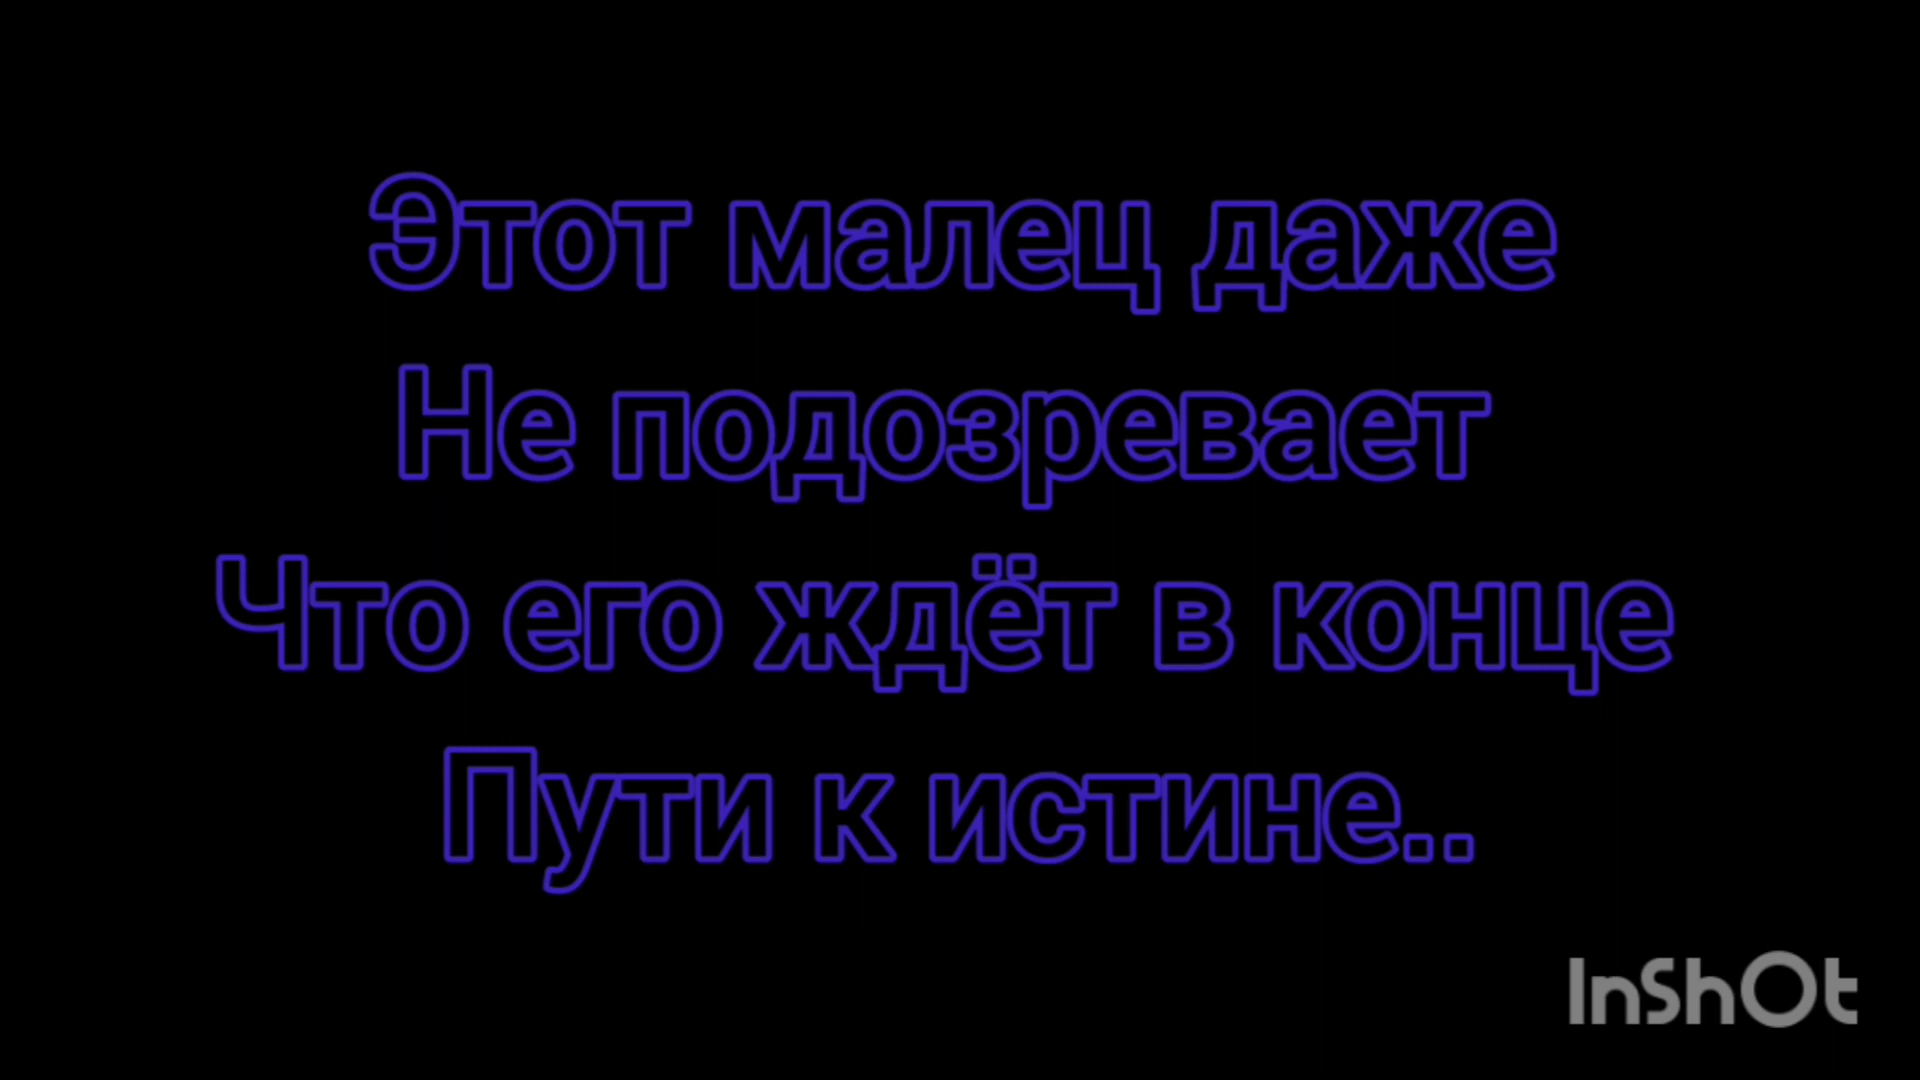 Этот малец даже
Не подозревает
Что его ждёт в конце
Пути к истине..
InShOt